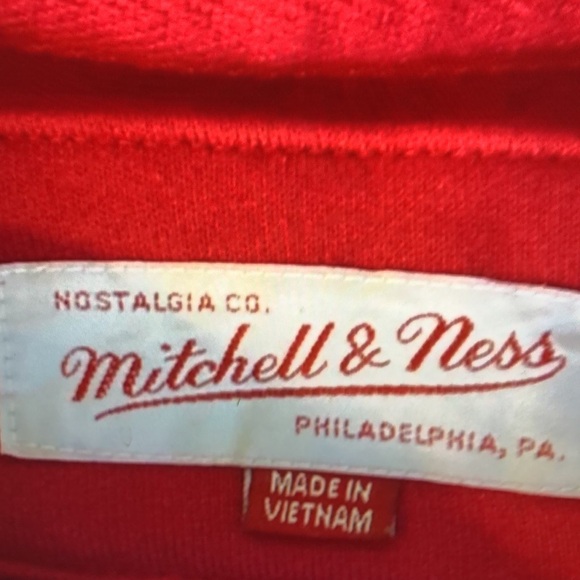 NOSTALGIA CO.
Mitchell & Ness
PHILADELPHIA, PA.
MADE IN
VIETNAM